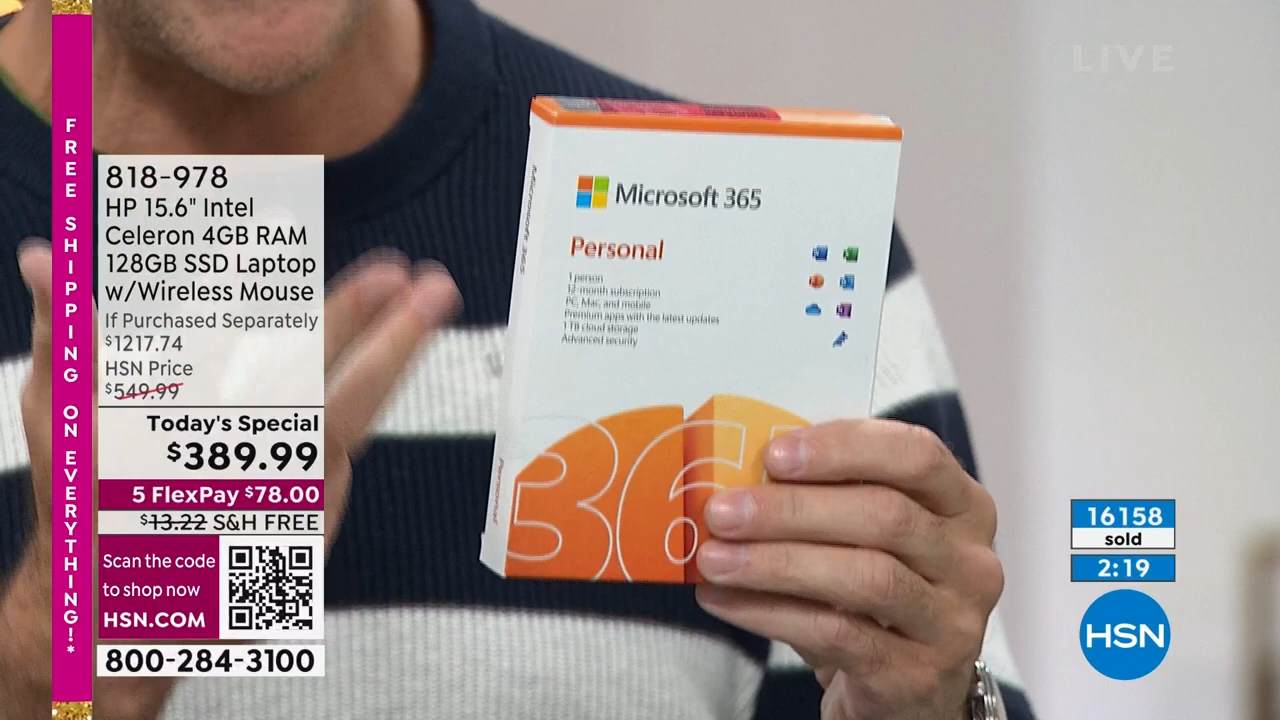 LIVE
FREE SHIPPING ON EVERYTHING!*
818-978
HP 15.6" Intel
Celeron 4GB RAM
128GB SSD Laptop
w/Wireless Mouse
If Purchased Separately
$1217.74
HSN Price
$549.99
Today's Special
$389.99
5 FlexPay $78.00
$13.22 S&H FREE
Scan the code
to shop now
HSN.COM
800-284-3100
Microsoft 365
Personal
1 person
12-month subscription
PC, Mac, and mobile
Premium apps with the latest updates
1 TB cloud storage
Advanced security
36
Microsoft 365
Personal
16158
sold
2:19
HSN